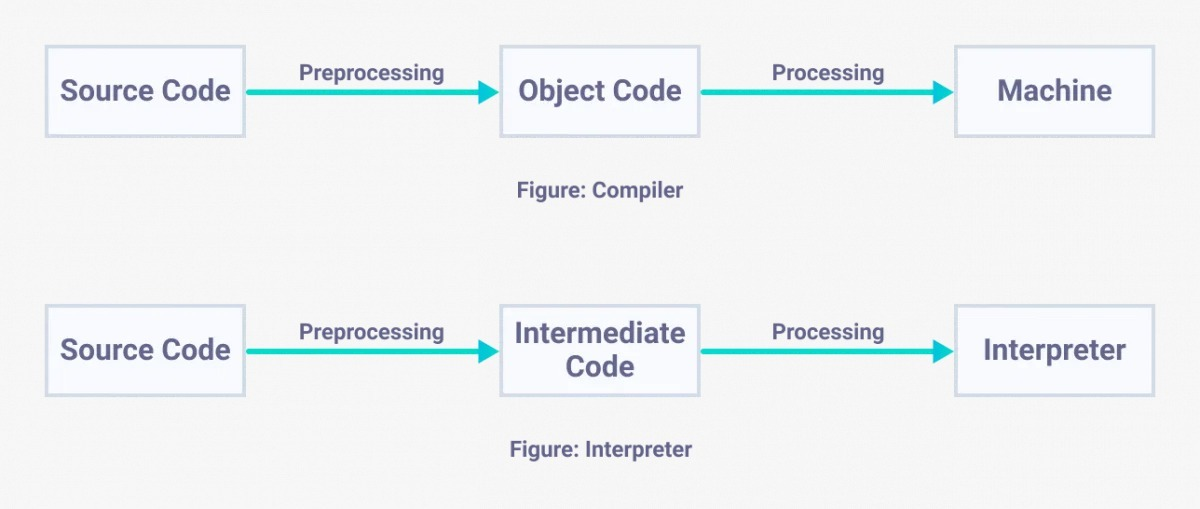 Preprocessing
Processing
Source Code
Object Code
Machine
Figure: Compiler
Preprocessing
Processing
Source Code
Intermediate
Code
Interpreter
Figure: Interpreter